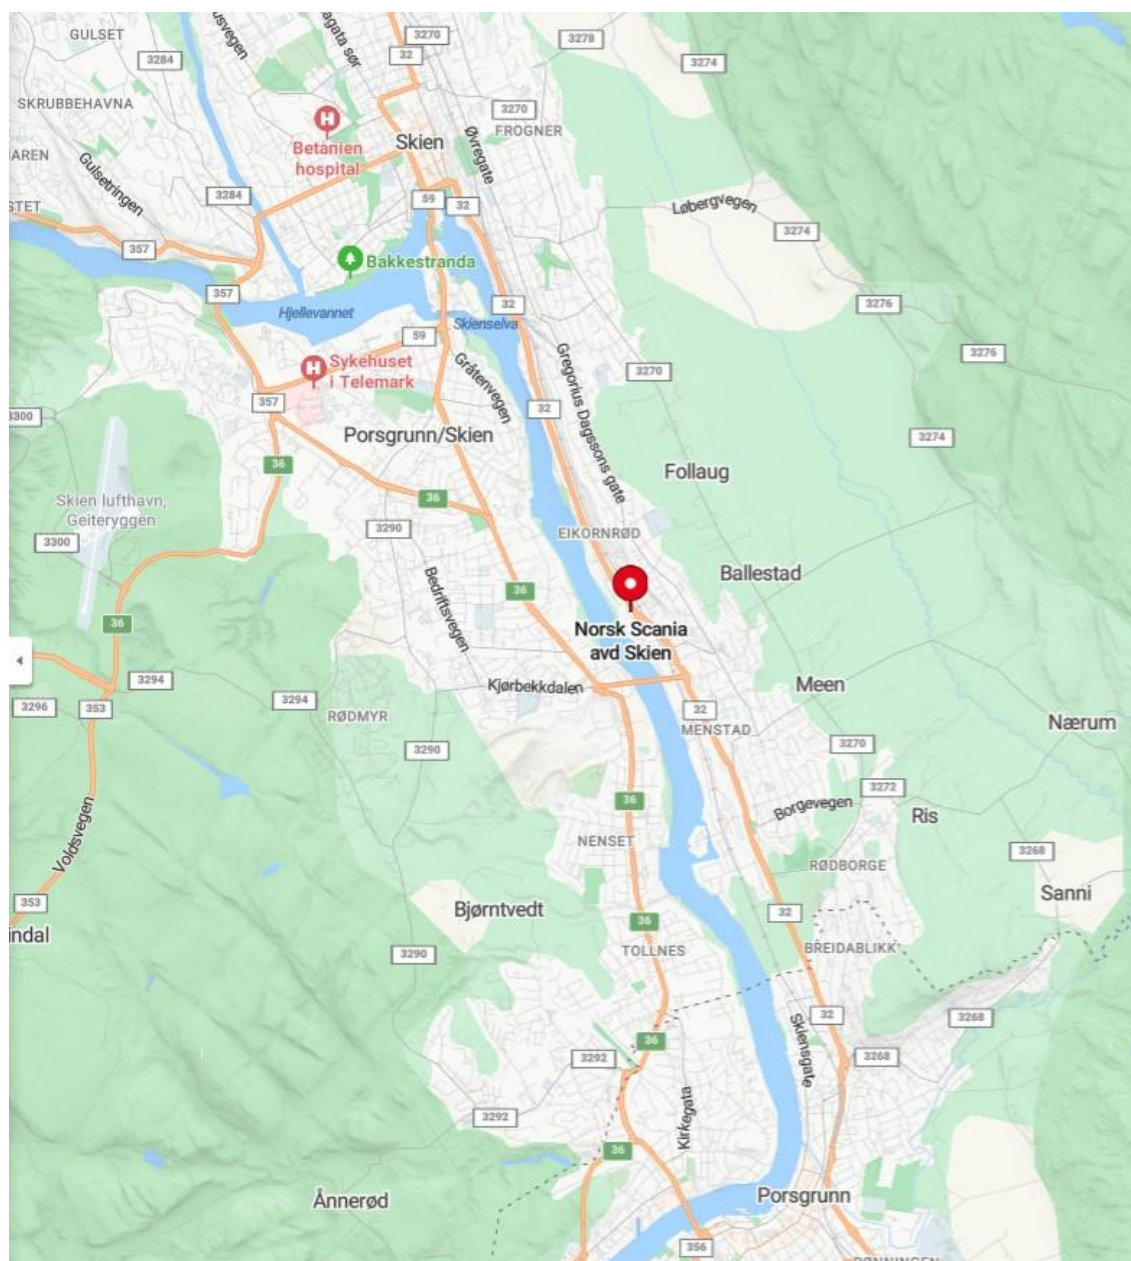 GULSET
3284
usvegen
agata sør
3270
32
3278
3274
SKRUBBEHAVNA
3270
FROGNER
Øvregate
Betanien
hospital
Skien
AREN
Gulsetringen
3284
STET
59
32
Løbergvegen
3274
357
Bakkestranda
357
Hjellevannet
Skienselva
32
3276
59
3276
Sykehuset
i Telemark
Gråtenvegen
Gregorius Dagssons gate
3270
357
32
3300
Porsgrunn/Skien
3274
36
Follaug
Skien lufthavn,
Geiteryggen
36
3290
EIKORNRØD
3300
Ballestad
Bedriftsvegen
36
36
Norsk Scania
avd Skien
3294
Kjørbekkdalen
Meen
3296
353
3294
RØDMYR
32
MENSTAD
Nærum
3290
3270
3272
36
Borgevegen
Ris
Voldsvegen
NENSET
3268
RØDBORGE
Sanni
353
Bjørntvedt
32
36
indal
TOLLNES
BREIDABLIKK
3290
Skiensgate
32
3268
36
3292
3268
Kirkegata
3292
36
Ånnerød
Porsgrunn
356
RØNNINGEN